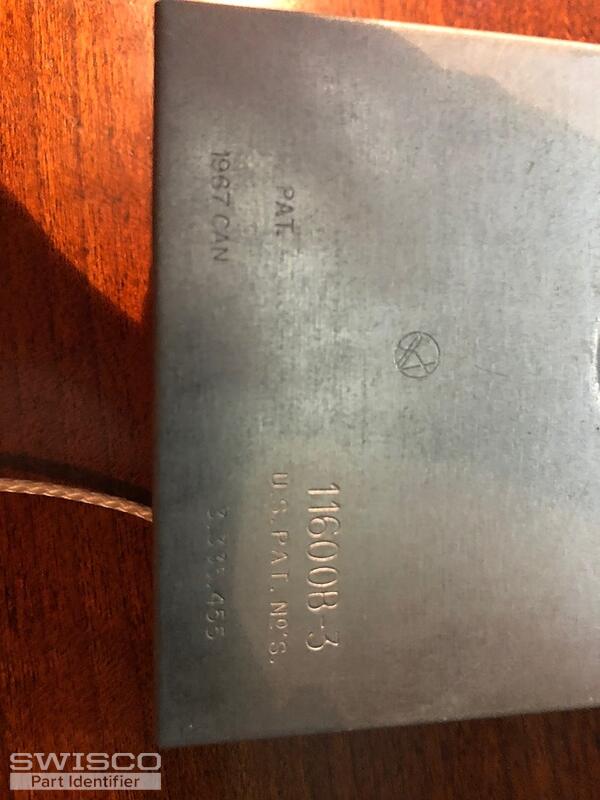 PAT.
1967 CAN
11600B-3
U.S. PAT. Nº'S.
SWISCO
Part Identifier